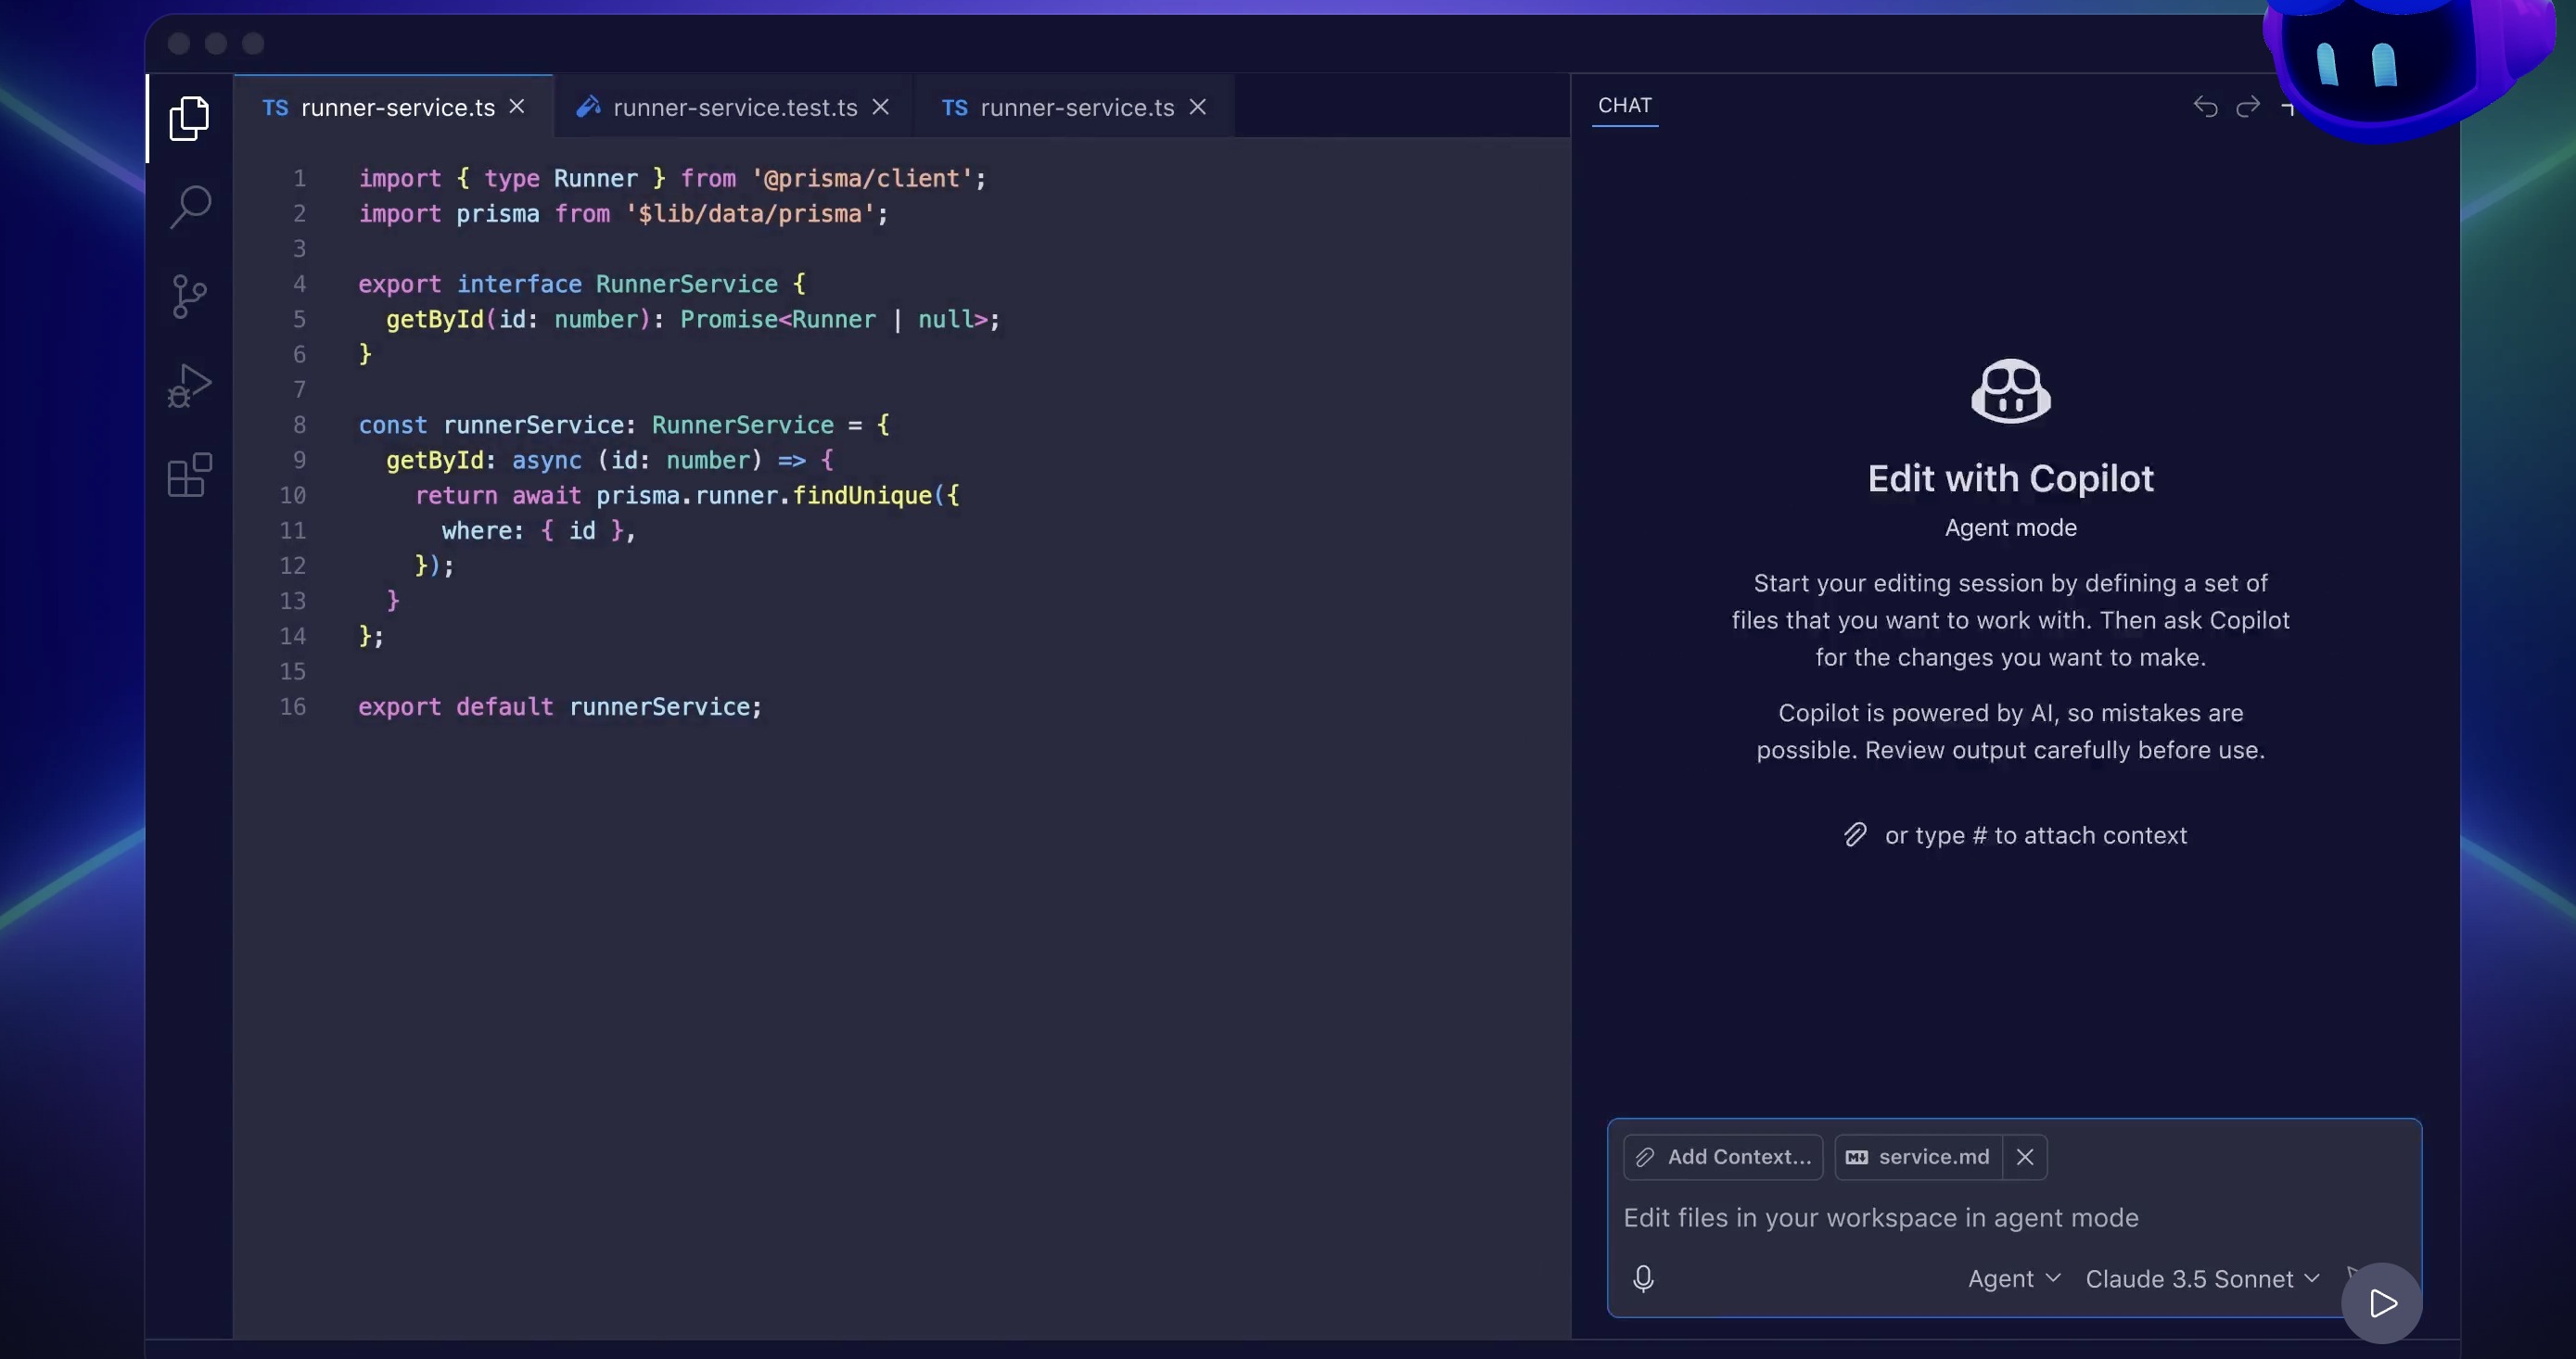 TS runner-service.ts
runner-service.test.ts
TS runner-service.ts
1 import { type Runner } from '@prisma/client';
2 import prisma from '$lib/data/prisma';
3
4 export interface RunnerService {
5   getById(id: number): Promise<Runner | null>;
6 }
7
8 const runnerService: RunnerService = {
9   getById: async (id: number) => {
10     return await prisma.runner.findUnique({
11       where: { id },
12     });
13   }
14 };
15
16 export default runnerService;
CHAT
Edit with Copilot
Agent mode
Start your editing session by defining a set of
files that you want to work with. Then ask Copilot
for the changes you want to make.
Copilot is powered by AI, so mistakes are
possible. Review output carefully before use.
or type # to attach context
Add Context...
M↓ service.md
Edit files in your workspace in agent mode
Agent
Claude 3.5 Sonnet